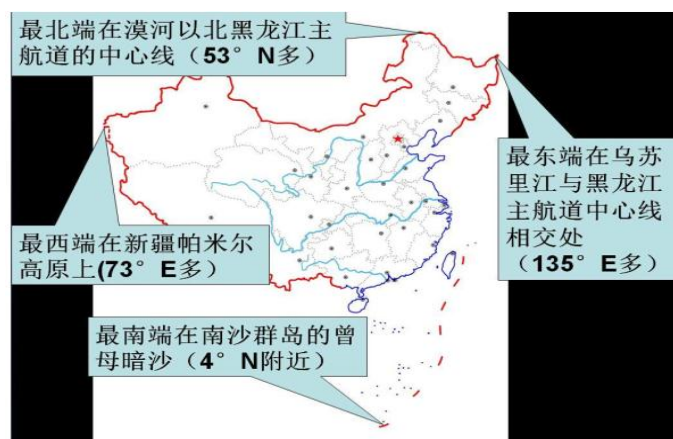 最北端在漠河以北黑龙江主
航道的中心线（53°N多）
最东端在乌苏
里江与黑龙江
主航道中心线
相交处
（135°E多）
最西端在新疆帕米尔
高原上(73°E多）
最南端在南沙群岛的曾
母暗沙（4°N附近）